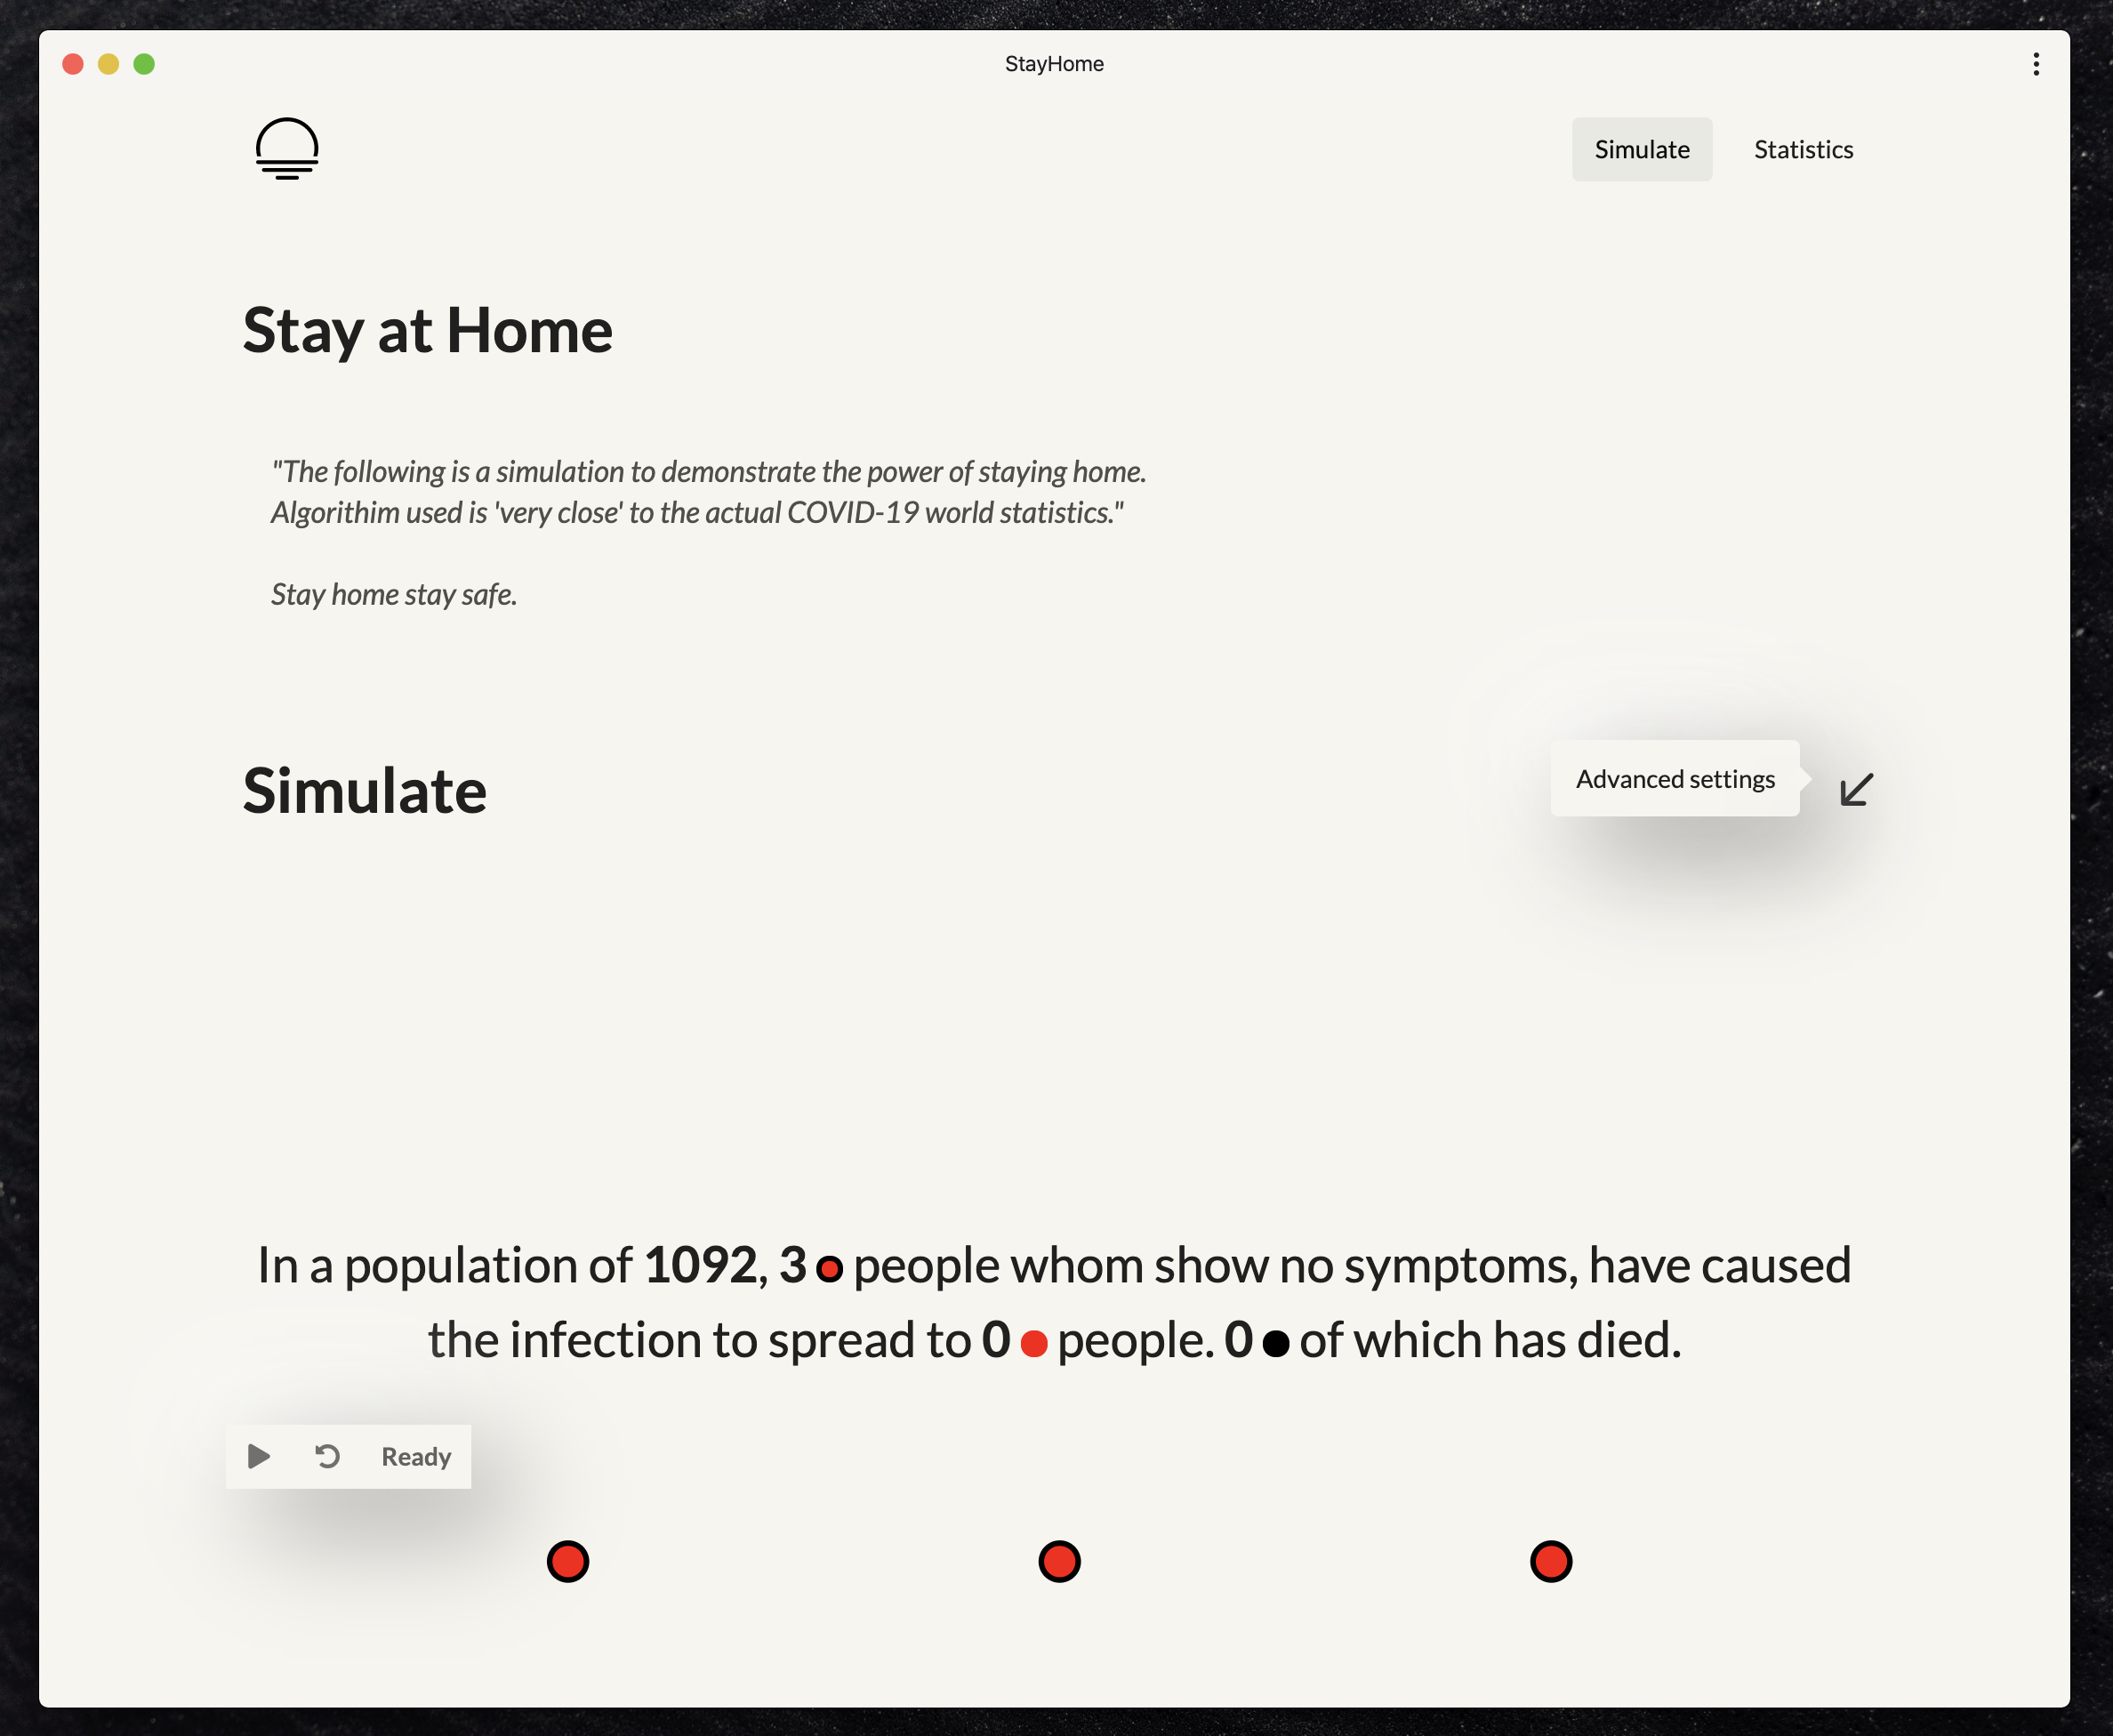 StayHome
Simulate
Statistics
Stay at Home
"The following is a simulation to demonstrate the power of staying home.
Algorithim used is 'very close' to the actual COVID-19 world statistics."
Stay home stay safe.
Simulate
Advanced settings
In a population of 1092, 3 people whom show no symptoms, have caused
the infection to spread to 0 people. 0 of which has died.
Ready